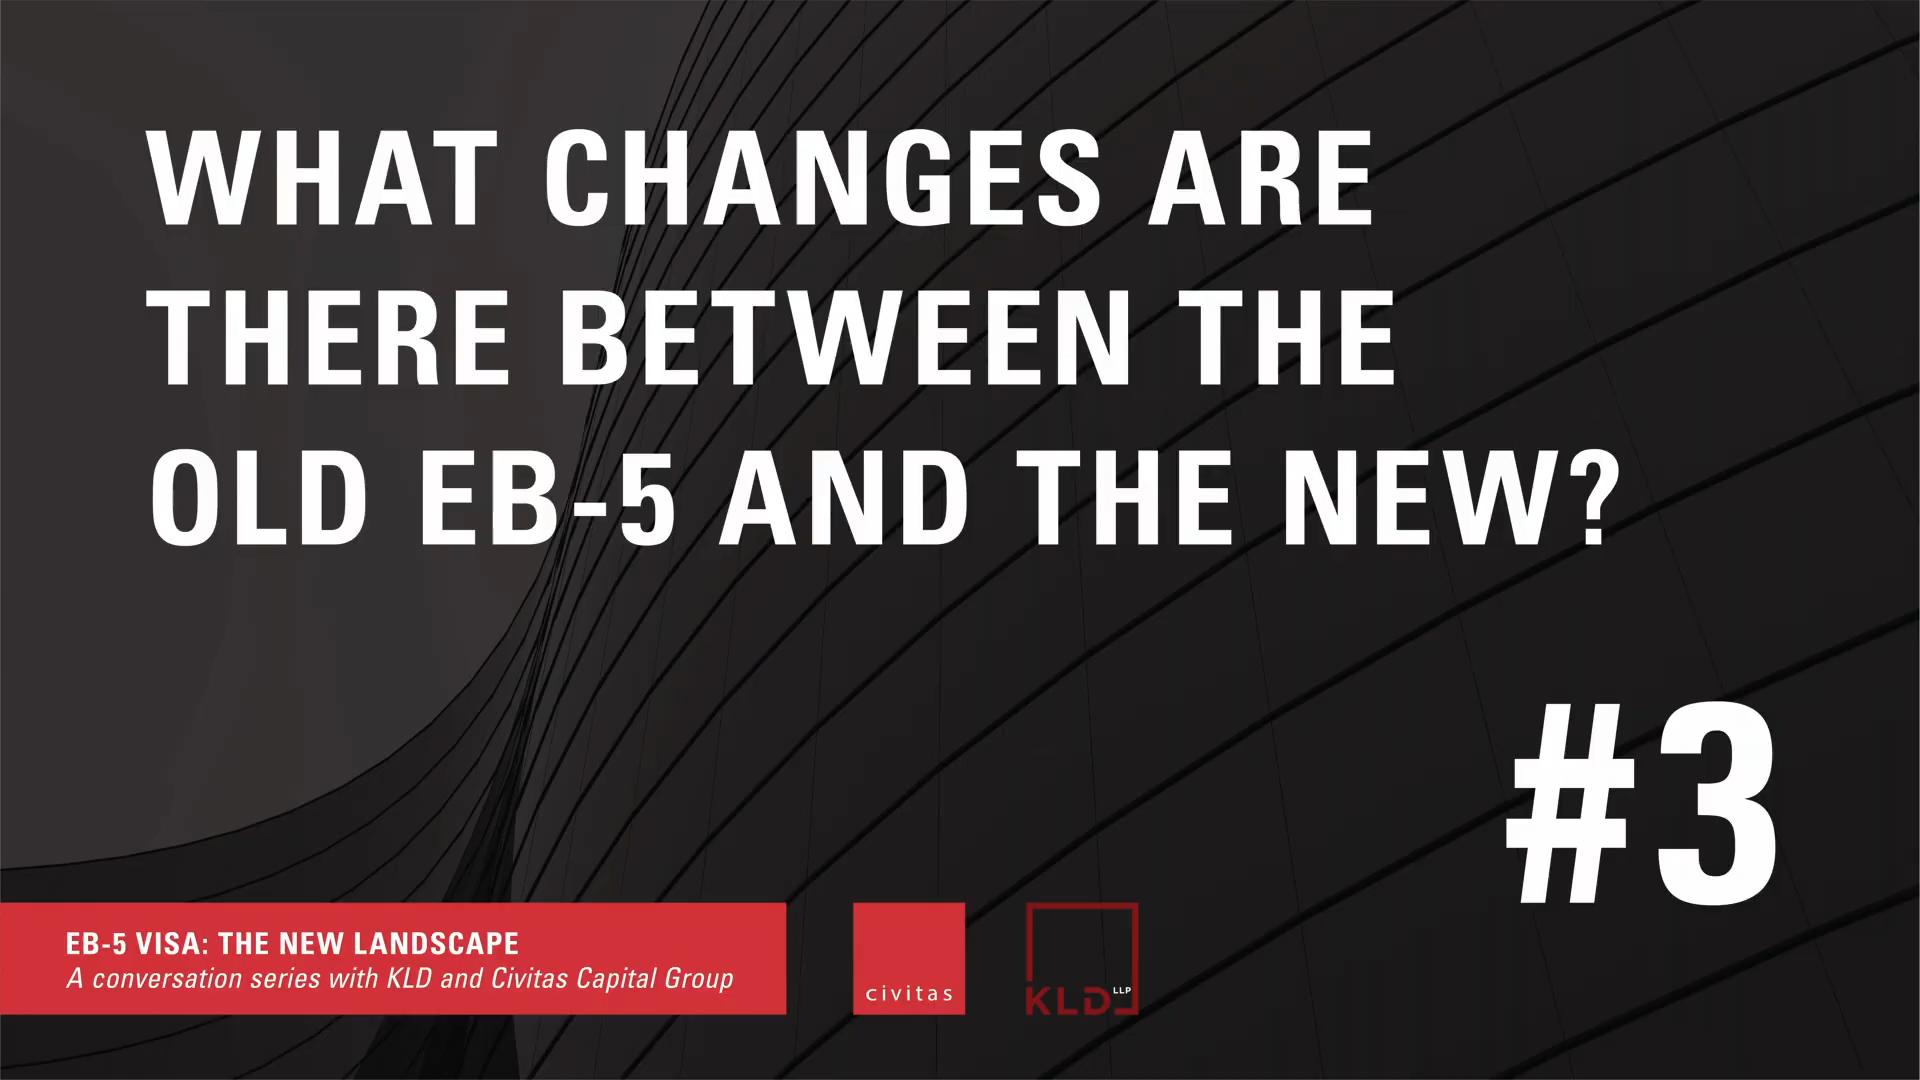 WHAT CHANGES ARE
THERE BETWEEN THE
OLD EB-5 AND THE NEW?
#3
EB-5 VISA: THE NEW LANDSCAPE
A conversation series with KLD and Civitas Capital Group
civitas
KLD LLP